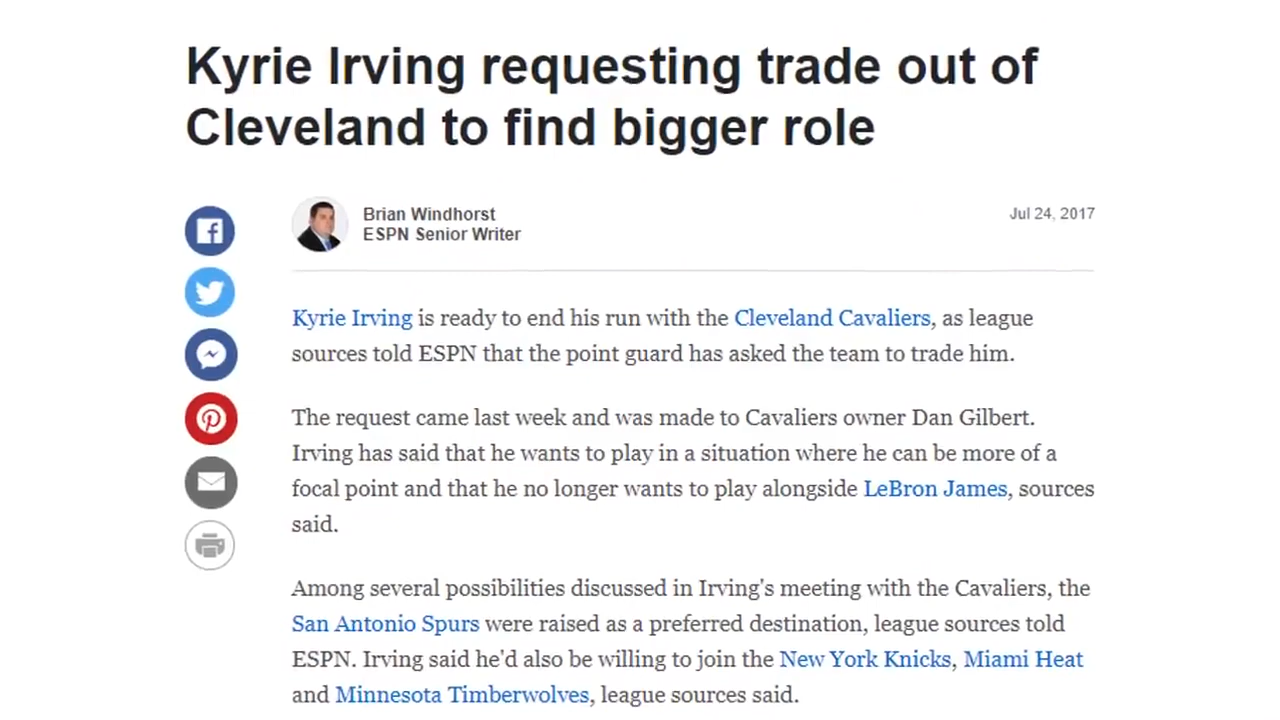 Kyrie Irving requesting trade out of
Cleveland to find bigger role
Brian Windhorst
ESPN Senior Writer
Jul 24, 2017
Kyrie Irving is ready to end his run with the Cleveland Cavaliers, as league
sources told ESPN that the point guard has asked the team to trade him.
The request came last week and was made to Cavaliers owner Dan Gilbert.
Irving has said that he wants to play in a situation where he can be more of a
focal point and that he no longer wants to play alongside LeBron James, sources
said.
Among several possibilities discussed in Irving's meeting with the Cavaliers, the
San Antonio Spurs were raised as a preferred destination, league sources told
ESPN. Irving said he'd also be willing to join the New York Knicks, Miami Heat
and Minnesota Timberwolves, league sources said.